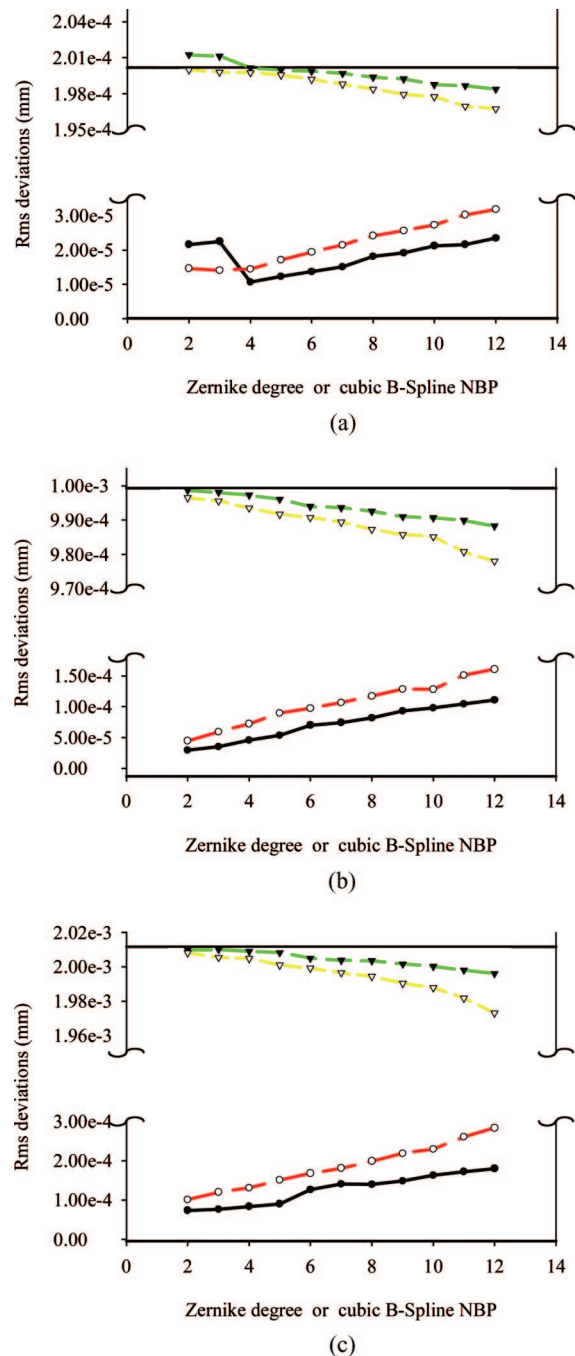 2.04e-4
2.01e-4
1.98e-4
1.95e-4
Rms deviations (mm)
3.00e-5
2.00e-5
1.00e-5
0.00
0 2 4 6 8 10 12 14
Zernike degree or cubic B-Spline NBP
(a)
1.00e-3
9.90e-4
9.80e-4
9.70e-4
Rms deviations (mm)
1.50e-4
1.00e-4
5.00e-5
0.00
0 2 4 6 8 10 12 14
Zernike degree or cubic B-Spline NBP
(b)
2.02e-3
2.00e-3
1.98e-3
1.96e-3
Rms deviations (mm)
3.00e-4
2.00e-4
1.00e-4
0.00
0 2 4 6 8 10 12 14
Zernike degree or cubic B-Spline NBP
(c)